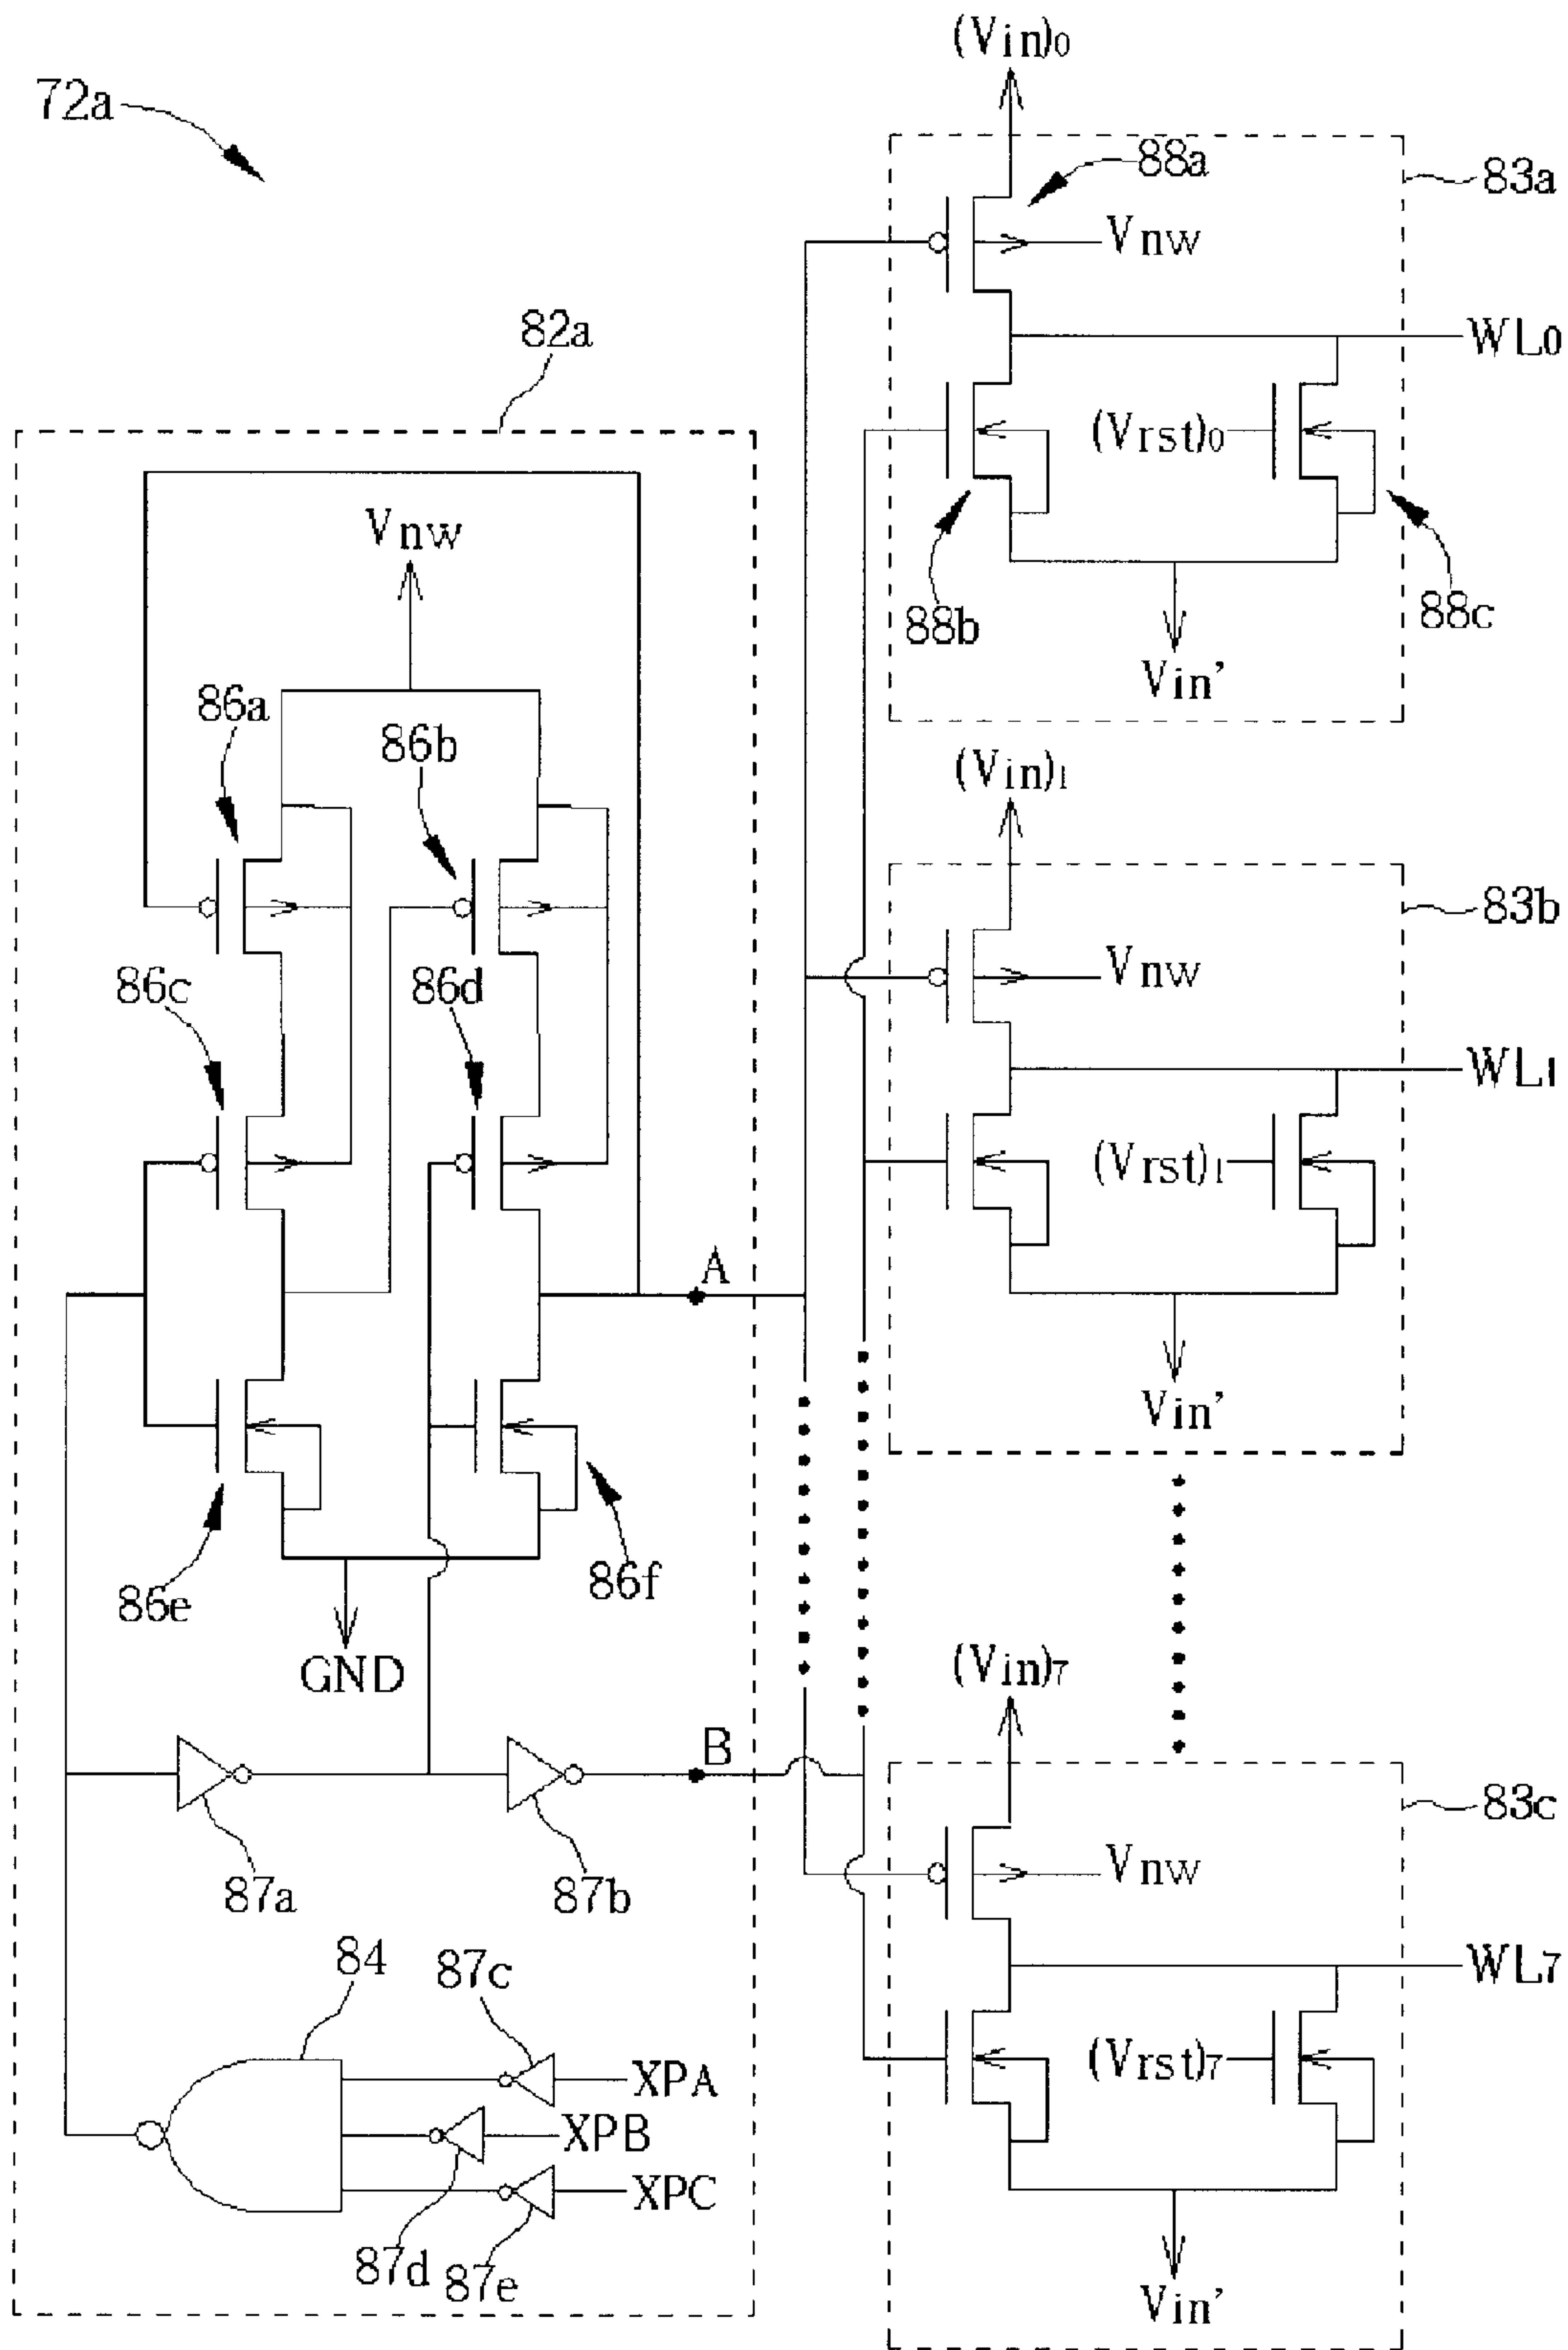 (Vin)0
72a
88a
83a
Vnw
82a
WL0
(Vrst)0
Vnw
88b
88c
Vin'
86a
86b
(Vin)1
83b
86c
86d
Vnw
WL1
(Vrst)1
A
Vin'
86e
86f
GND
(Vin)7
B
83c
87a
87b
Vnw
84
87c
WL7
XPA
(Vrst)7
XPB
XPC
87d
87e
Vin'